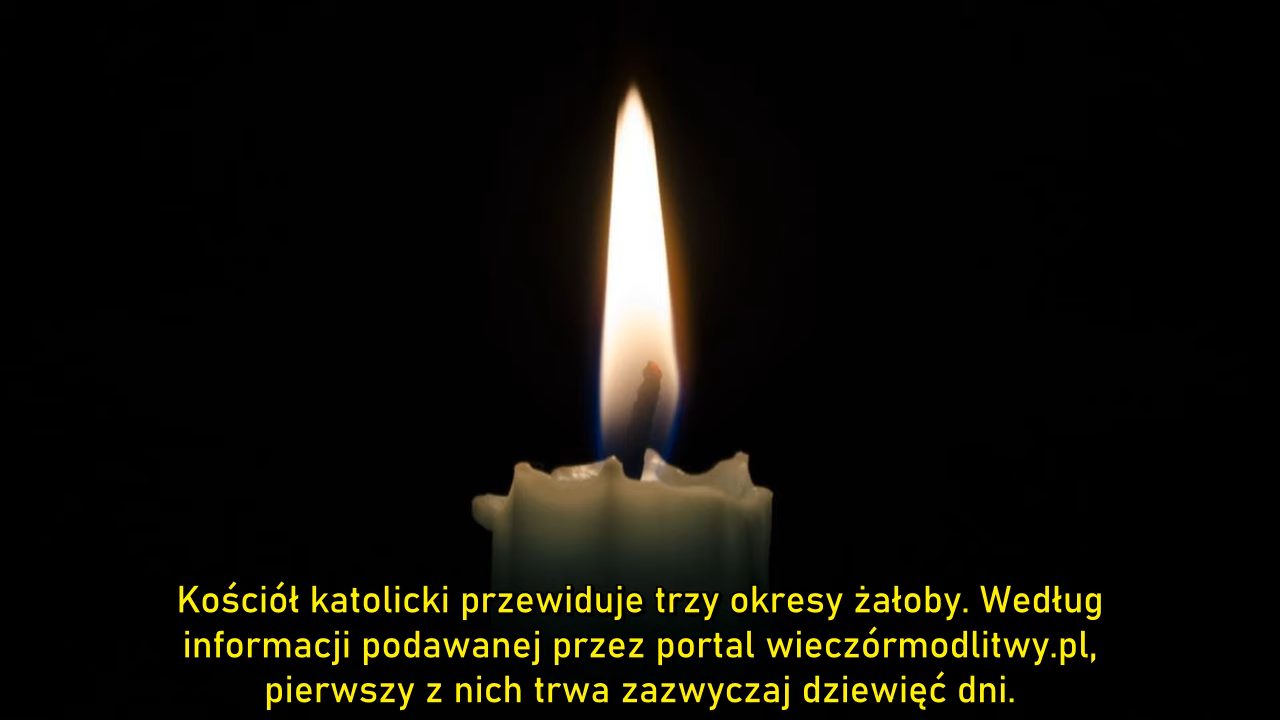 Kościół katolicki przewiduje trzy okresy żałoby. Według
informacji podawanej przez portal wieczórmodlitwy.pl,
pierwszy z nich trwa zazwyczaj dziewięć dni.